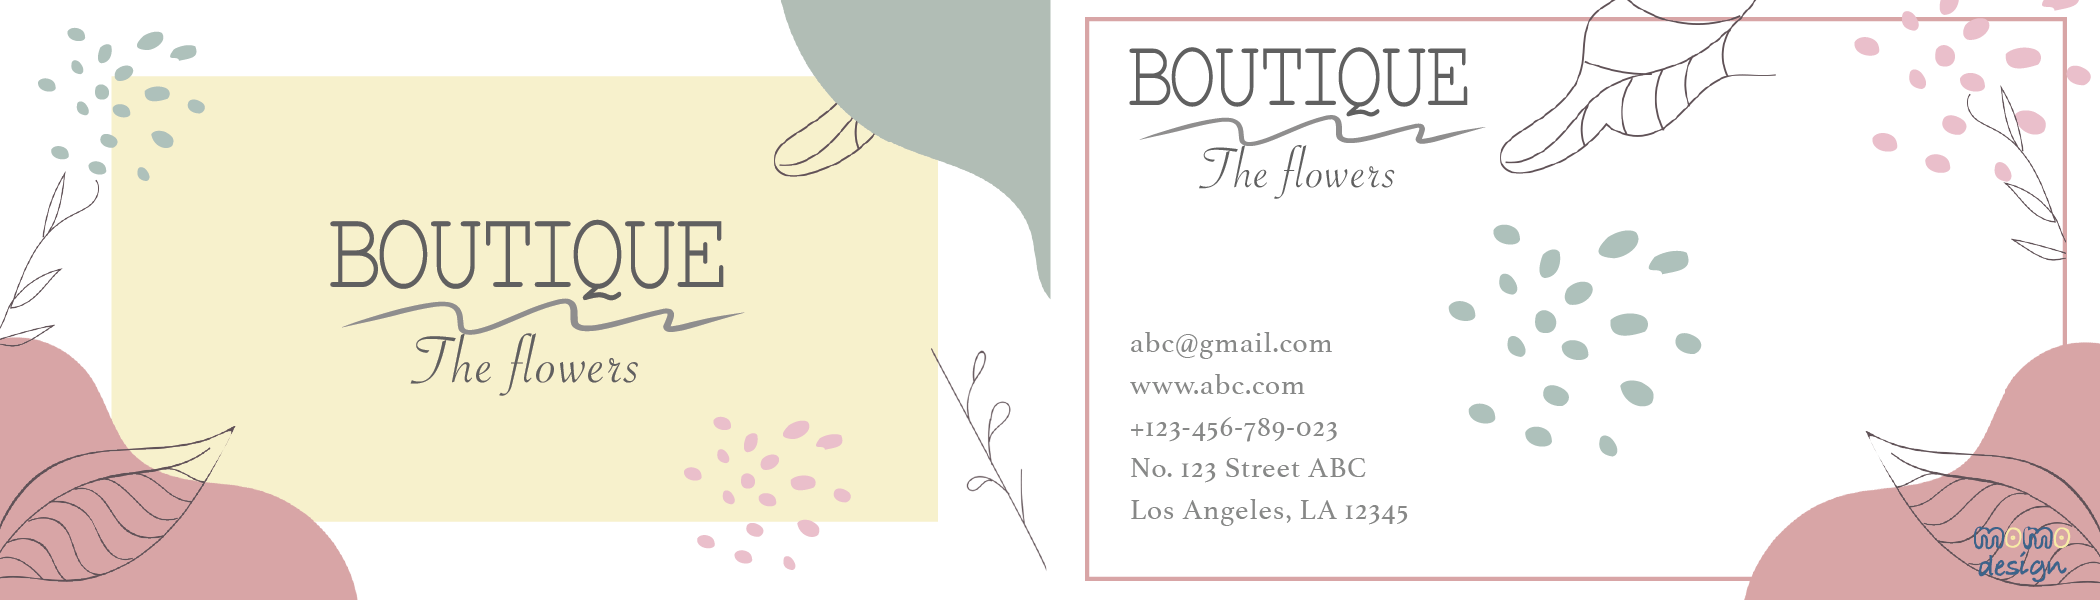 BOUTIQUE
The flowers
BOUTIQUE
The flowers
abc@gmail.com
www.abc.com
+123-456-789-023
No. 123 Street ABC
Los Angeles, LA 12345
momo
design